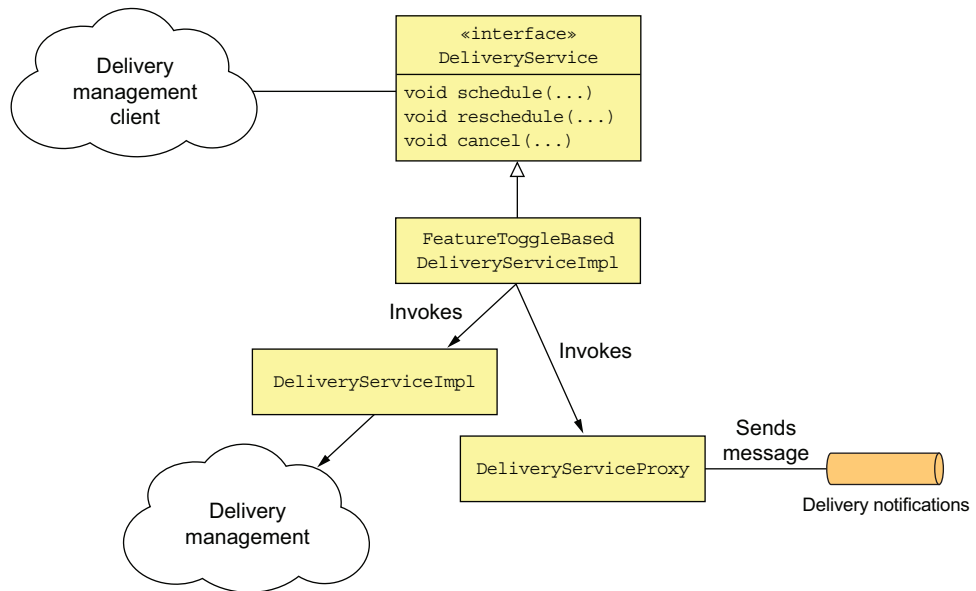 «interface»
DeliveryService
void schedule(...)
void reschedule(...)
void cancel(...)
Delivery
management
client
FeatureToggleBased
DeliveryServiceImpl
Invokes
Invokes
DeliveryServiceImpl
DeliveryServiceProxy
Sends
message
Delivery notifications
Delivery
management